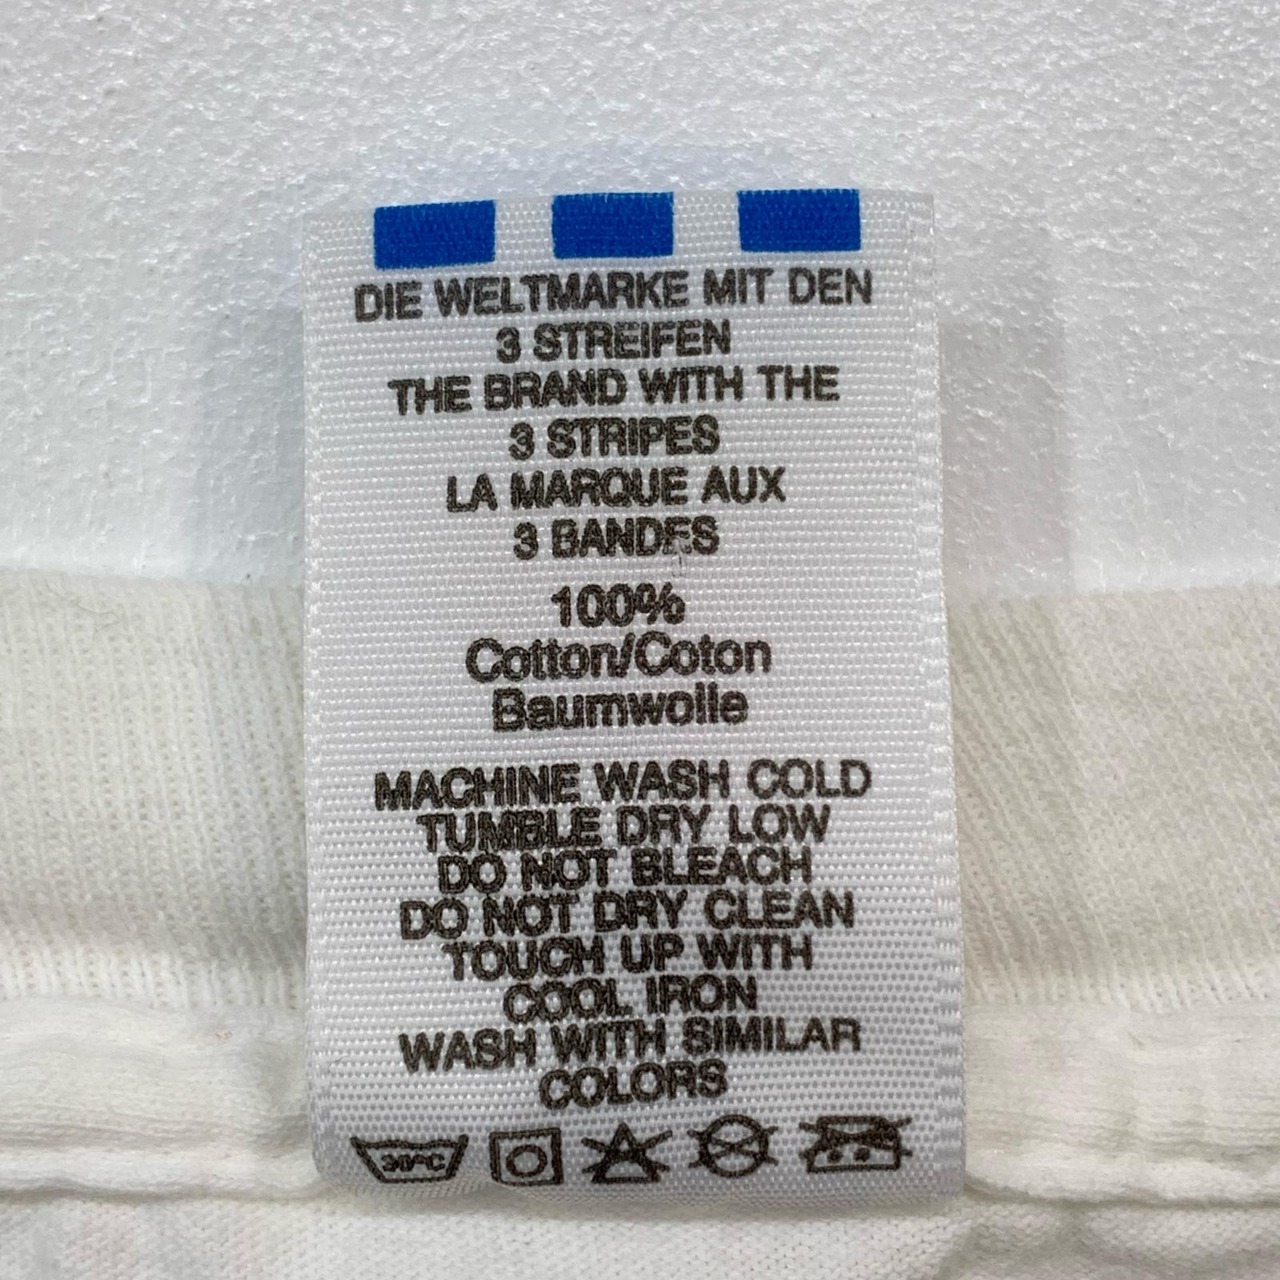 DIE WELTMARKE MIT DEN
3 STREIFEN
THE BRAND WITH THE
3 STRIPES
LA MARQUE AUX
3 BANDES
100%
Cotton/Coton
Baumwolle
MACHINE WASH COLD
TUMBLE DRY LOW
DO NOT BLEACH
DO NOT DRY CLEAN
TOUCH UP WITH
COOL IRON
WASH WITH SIMILAR
COLORS
30°C